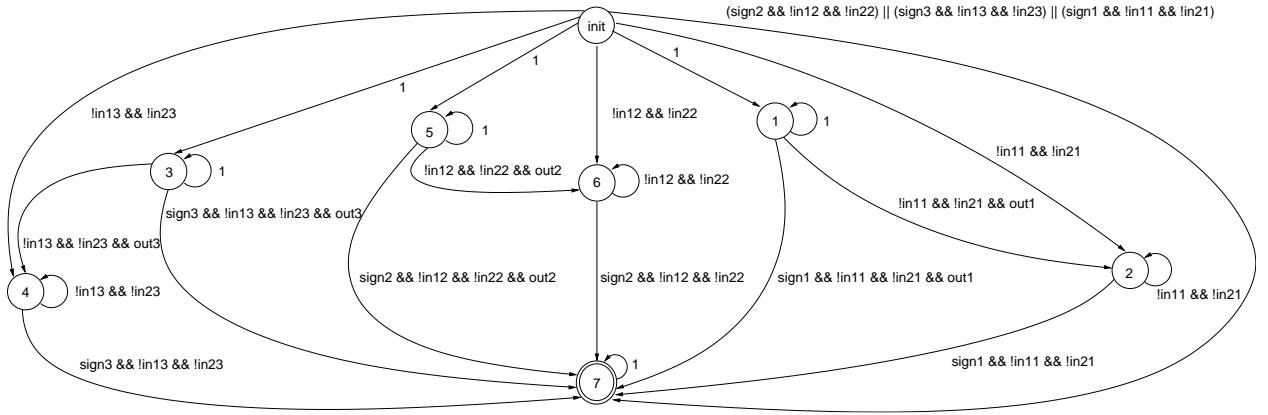 (sign2 && !in12 && !in22) || (sign3 && !in13 && !in23) || (sign1 && !in11 && !in21)
init
1
1
1
!in13 && !in23
!in12 && !in22
1
1
5
1
!in11 && !in21
3
1
!in12 && !in22 && out2
6
!in12 && !in22
!in11 && !in21 && out1
sign3 && !in13 && !in23 && out3
!in13 && !in23 && out3
2
4
!in13 && !in23
sign2 && !in12 && !in22 && out2
sign2 && !in12 && !in22
sign1 && !in11 && !in21 && out1
!in11 && !in21
sign3 && !in13 && !in23
1
sign1 && !in11 && !in21
7